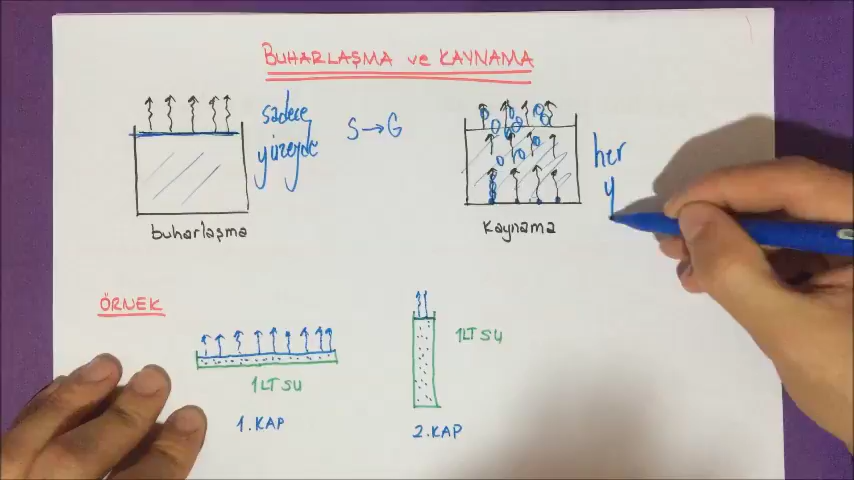 BUHARLAŞMA ve KAYNAMA
sadece
yüzeyde
S→G
her
y
buharlaşma
kaynama
ÖRNEK
1LT SU
1LT SU
1.KAP
2.KAP